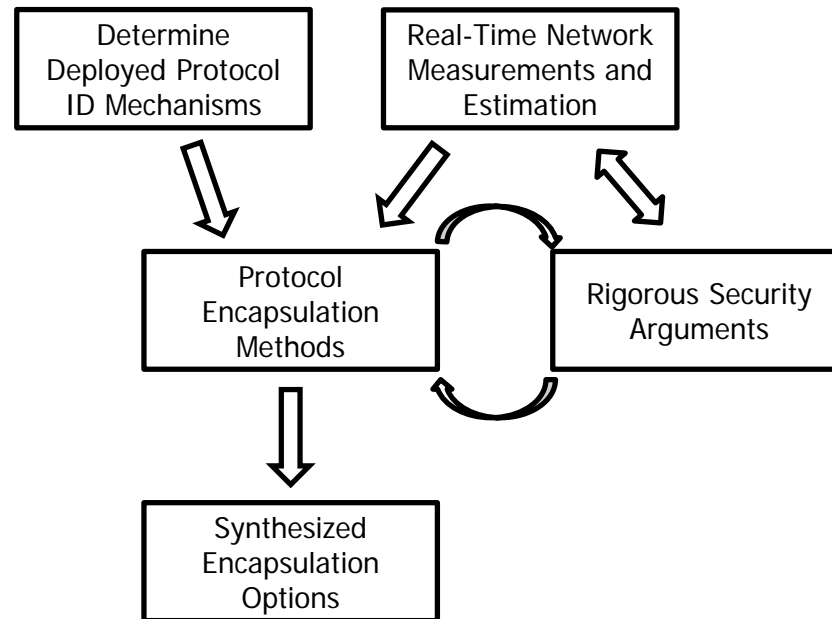 Determine
Deployed Protocol
ID Mechanisms
Real-Time Network
Measurements and
Estimation
Protocol
Encapsulation
Methods
Rigorous Security
Arguments
Synthesized
Encapsulation
Options